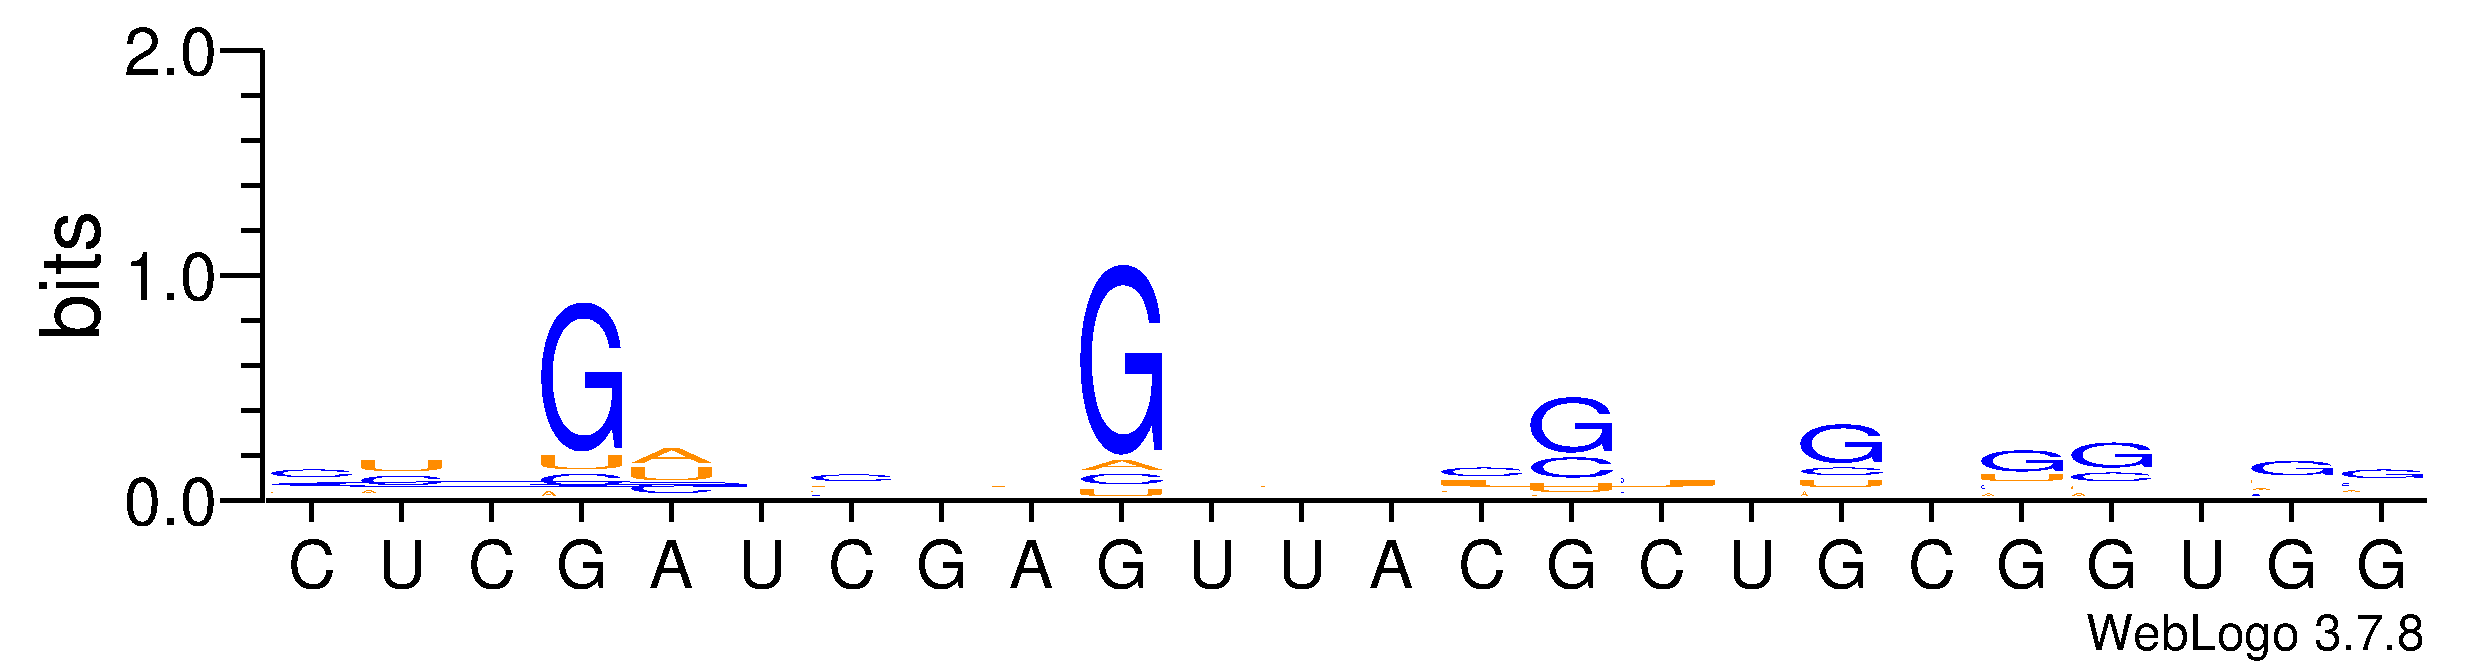 2.0
1.0
0.0
bits
C U C G A U C G A G U U A C G C U G C G G U G G
WebLogo 3.7.8